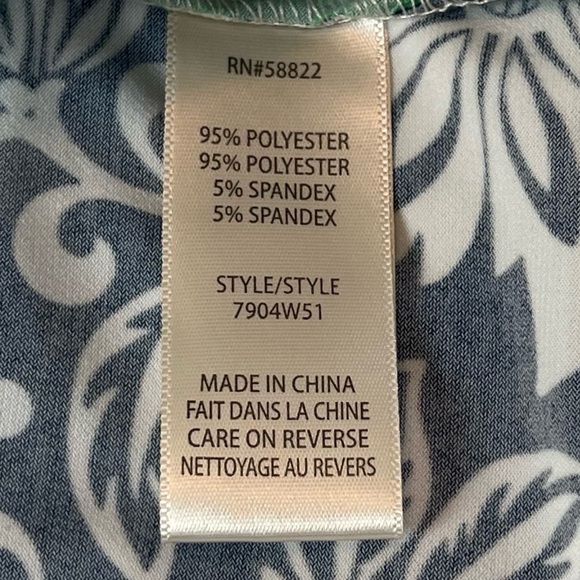 RN#58822
95% POLYESTER
95% POLYESTER
5% SPANDEX
5% SPANDEX
STYLE/STYLE
7904W51
MADE IN CHINA
FAIT DANS LA CHINE
CARE ON REVERSE
NETTOYAGE AU REVERS